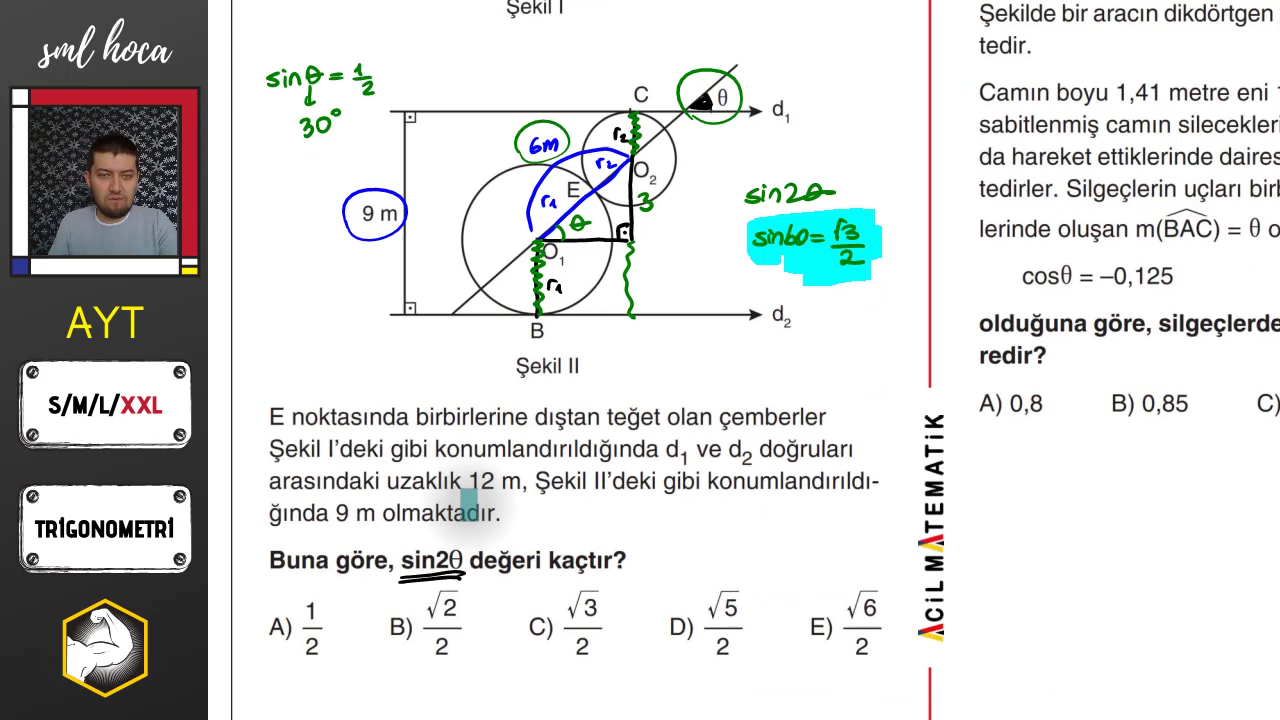 sml hoca
AYT
S/M/L/XXL
TRİGONOMETRİ
Şekil I
sinθ = 1/2
30°
C
θ
d1
6m
r2
r2
O2
E
r1
9 m
3
θ
O1
r1
B
d2
sin2θ
sin60 = √3/2
Şekil II
E noktasında birbirlerine dıştan teğet olan çemberler
Şekil I'deki gibi konumlandırıldığında d1 ve d2 doğruları
arasındaki uzaklık 12 m, Şekil II'deki gibi konumlandırıldı-
ğında 9 m olmaktadır.
Buna göre, sin2θ değeri kaçtır?
A) 1/2 B) √2/2 C) √3/2 D) √5/2 E) √6/2
ACİL MATEMATİK
Şekilde bir aracın dikdörtgen
tedir.
Camın boyu 1,41 metre eni
sabitlenmiş camın silecekleri
da hareket ettiklerinde daires
tedirler. Silgeçlerin uçları birb
lerinde oluşan m(BAC) = θ o
cosθ = –0,125
olduğuna göre, silgeçlerde
redir?
A) 0,8 B) 0,85 C)